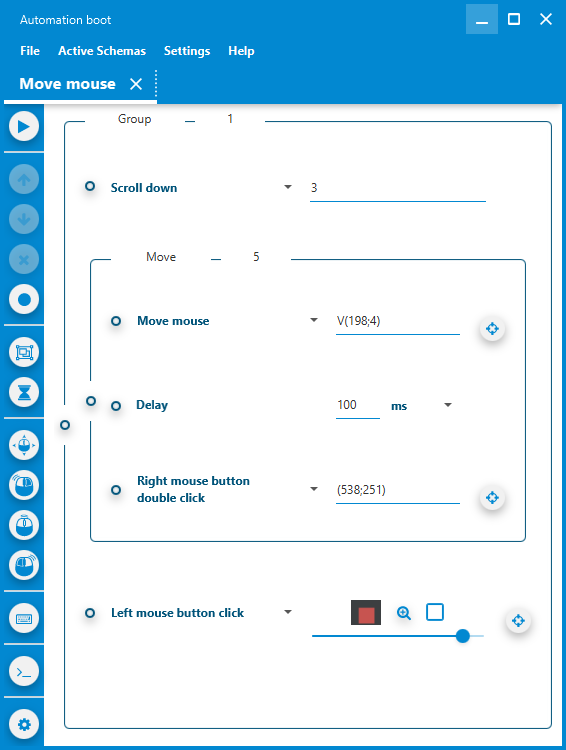 Automation boot
File Active Schemas Settings Help
Move mouse
Group 1
Scroll down 3
Move 5
Move mouse V(198;4)
Delay 100 ms
Right mouse button
double click (538;251)
Left mouse button click